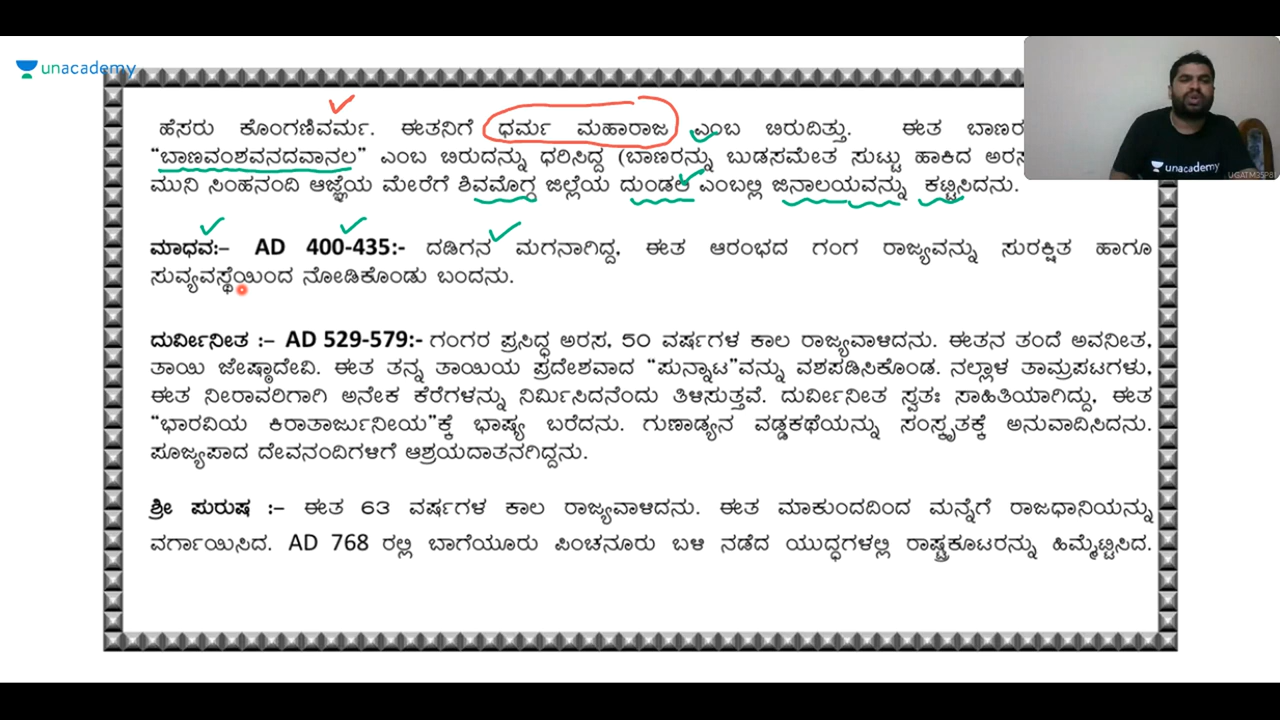 unacademy
ಹೆಸರು ಕೊಂಗಣಿವರ್ಮ. ಈತನಿಗೆ ಧರ್ಮ ಮಹಾರಾಜ ಎಂಬ ಬಿರುದಿತ್ತು. ಈತ ಬಾಣರ
“ಬಾಣವಂಶವನದವಾನಲ” ಎಂಬ ಬಿರುದನ್ನು ಧರಿಸಿದ್ದ (ಬಾಣರನ್ನು ಬುಡಸಮೇತ ಸುಟ್ಟು ಹಾಕಿದ ಅರಸ
ಮುನಿ ಸಿಂಹನಂದಿ ಆಜ್ಞೆಯ ಮೇರೆಗೆ ಶಿವಮೊಗ್ಗ ಜಿಲ್ಲೆಯ ದುಂಡಲಿ ಎಂಬಲ್ಲಿ ಜಿನಾಲಯವನ್ನು ಕಟ್ಟಿಸಿದನು.
ಮಾಧವ:– AD 400-435:- ದಡಿಗನ ಮಗನಾಗಿದ್ದ, ಈತ ಆರಂಭದ ಗಂಗ ರಾಜ್ಯವನ್ನು ಸುರಕ್ಷಿತ ಹಾಗೂ
ಸುವ್ಯವಸ್ಥೆಯಿಂದ ನೋಡಿಕೊಂಡು ಬಂದನು.
ದುರ್ವಿನೀತ :– AD 529-579:- ಗಂಗರ ಪ್ರಸಿದ್ಧ ಅರಸ, 50 ವರ್ಷಗಳ ಕಾಲ ರಾಜ್ಯವಾಳಿದನು. ಈತನ ತಂದೆ ಅವನೀತ,
ತಾಯಿ ಜೇಷ್ಠಾದೇವಿ. ಈತ ತನ್ನ ತಾಯಿಯ ಪ್ರದೇಶವಾದ “ಪುನ್ನಾಟ”ವನ್ನು ವಶಪಡಿಸಿಕೊಂಡ. ನಲ್ಲಾಳ ತಾಮ್ರಪಟಗಳು,
ಈತ ನೀರಾವರಿಗಾಗಿ ಅನೇಕ ಕೆರೆಗಳನ್ನು ನಿರ್ಮಿಸಿದನೆಂದು ತಿಳಿಸುತ್ತವೆ. ದುರ್ವಿನೀತ ಸ್ವತಃ ಸಾಹಿತಿಯಾಗಿದ್ದು, ಈತ
“ಭಾರವಿಯ ಕಿರಾತಾರ್ಜುನೀಯ”ಕ್ಕೆ ಭಾಷ್ಯ ಬರೆದನು. ಗುಣಾಡ್ಯನ ವಡ್ಡಕಥೆಯನ್ನು ಸಂಸ್ಕೃತಕ್ಕೆ ಅನುವಾದಿಸಿದನು.
ಪೂಜ್ಯಪಾದ ದೇವನಂದಿಗಳಿಗೆ ಆಶ್ರಯದಾತನಗಿದ್ದನು.
ಶ್ರೀ ಪುರುಷ :– ಈತ 63 ವರ್ಷಗಳ ಕಾಲ ರಾಜ್ಯವಾಳಿದನು. ಈತ ಮಾಕುಂದದಿಂದ ಮನ್ನೆಗೆ ರಾಜಧಾನಿಯನ್ನು
ವರ್ಗಾಯಿಸಿದ. AD 768 ರಲ್ಲಿ ಬಾಗೆಯೂರು ಪಿಂಚನೂರು ಬಳಿ ನಡೆದ ಯುದ್ಧಗಳಲ್ಲಿ ರಾಷ್ಟ್ರಕೂಟರನ್ನು ಹಿಮ್ಮೆಟ್ಟಿಸಿದ.
unacademy
UGATM35P8I